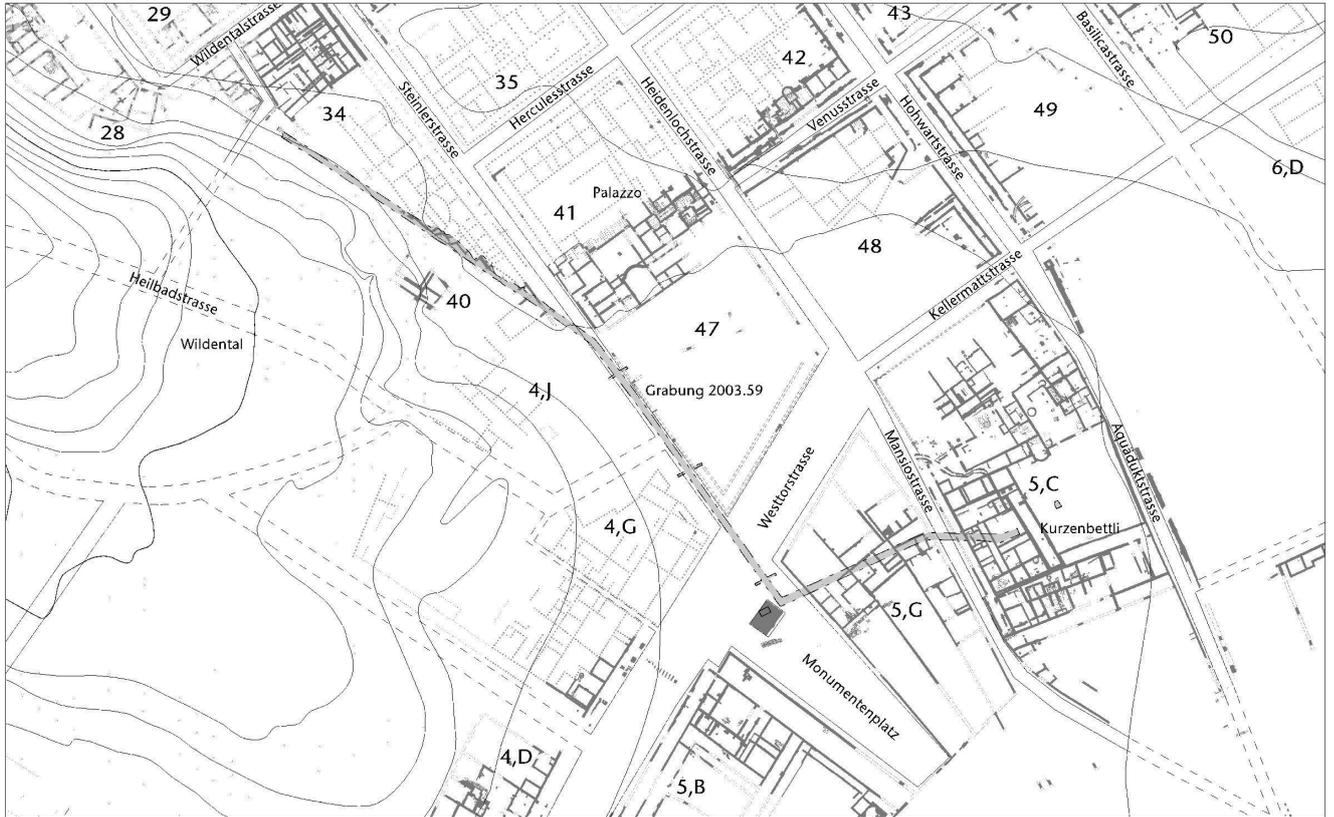 29
Wildentalstrasse
43
Basilicastrasse
50
42
35
Steinlerstrasse
Herculesstrasse
Heidenlochstrasse
Venusstrasse
Hohwartstrasse
49
34
28
6,D
Palazzo
41
48
Kellermattstrasse
Heilbadstrasse
40
Wildental
47
4,J
Grabung 2003.59
Westtorstrasse
Mansiostrasse
Aquäduktstrasse
5,C
4,G
Kurzenbettli
5,G
Monumentenplatz
4,D
5,B